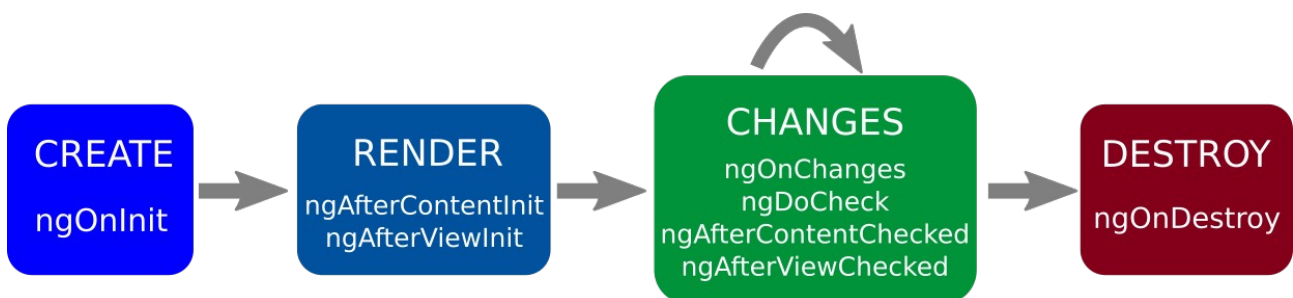 CREATE
ngOnInit
RENDER
ngAfterContentInit
ngAfterViewInit
CHANGES
ngOnChanges
ngDoCheck
ngAfterContentChecked
ngAfterViewChecked
DESTROY
ngOnDestroy